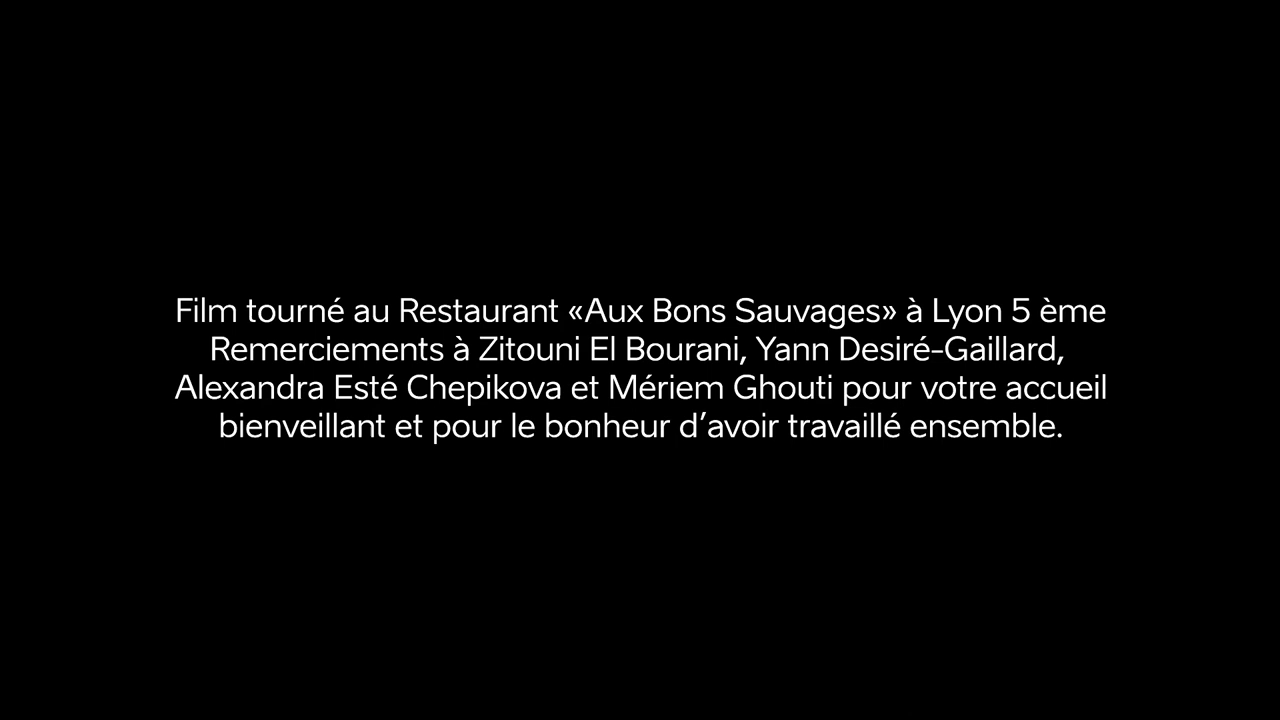 Film tourné au Restaurant «Aux Bons Sauvages» à Lyon 5 ème
Remerciements à Zitouni El Bourani, Yann Desiré-Gaillard,
Alexandra Esté Chepikova et Mériem Ghouti pour votre accueil
bienveillant et pour le bonheur d’avoir travaillé ensemble.